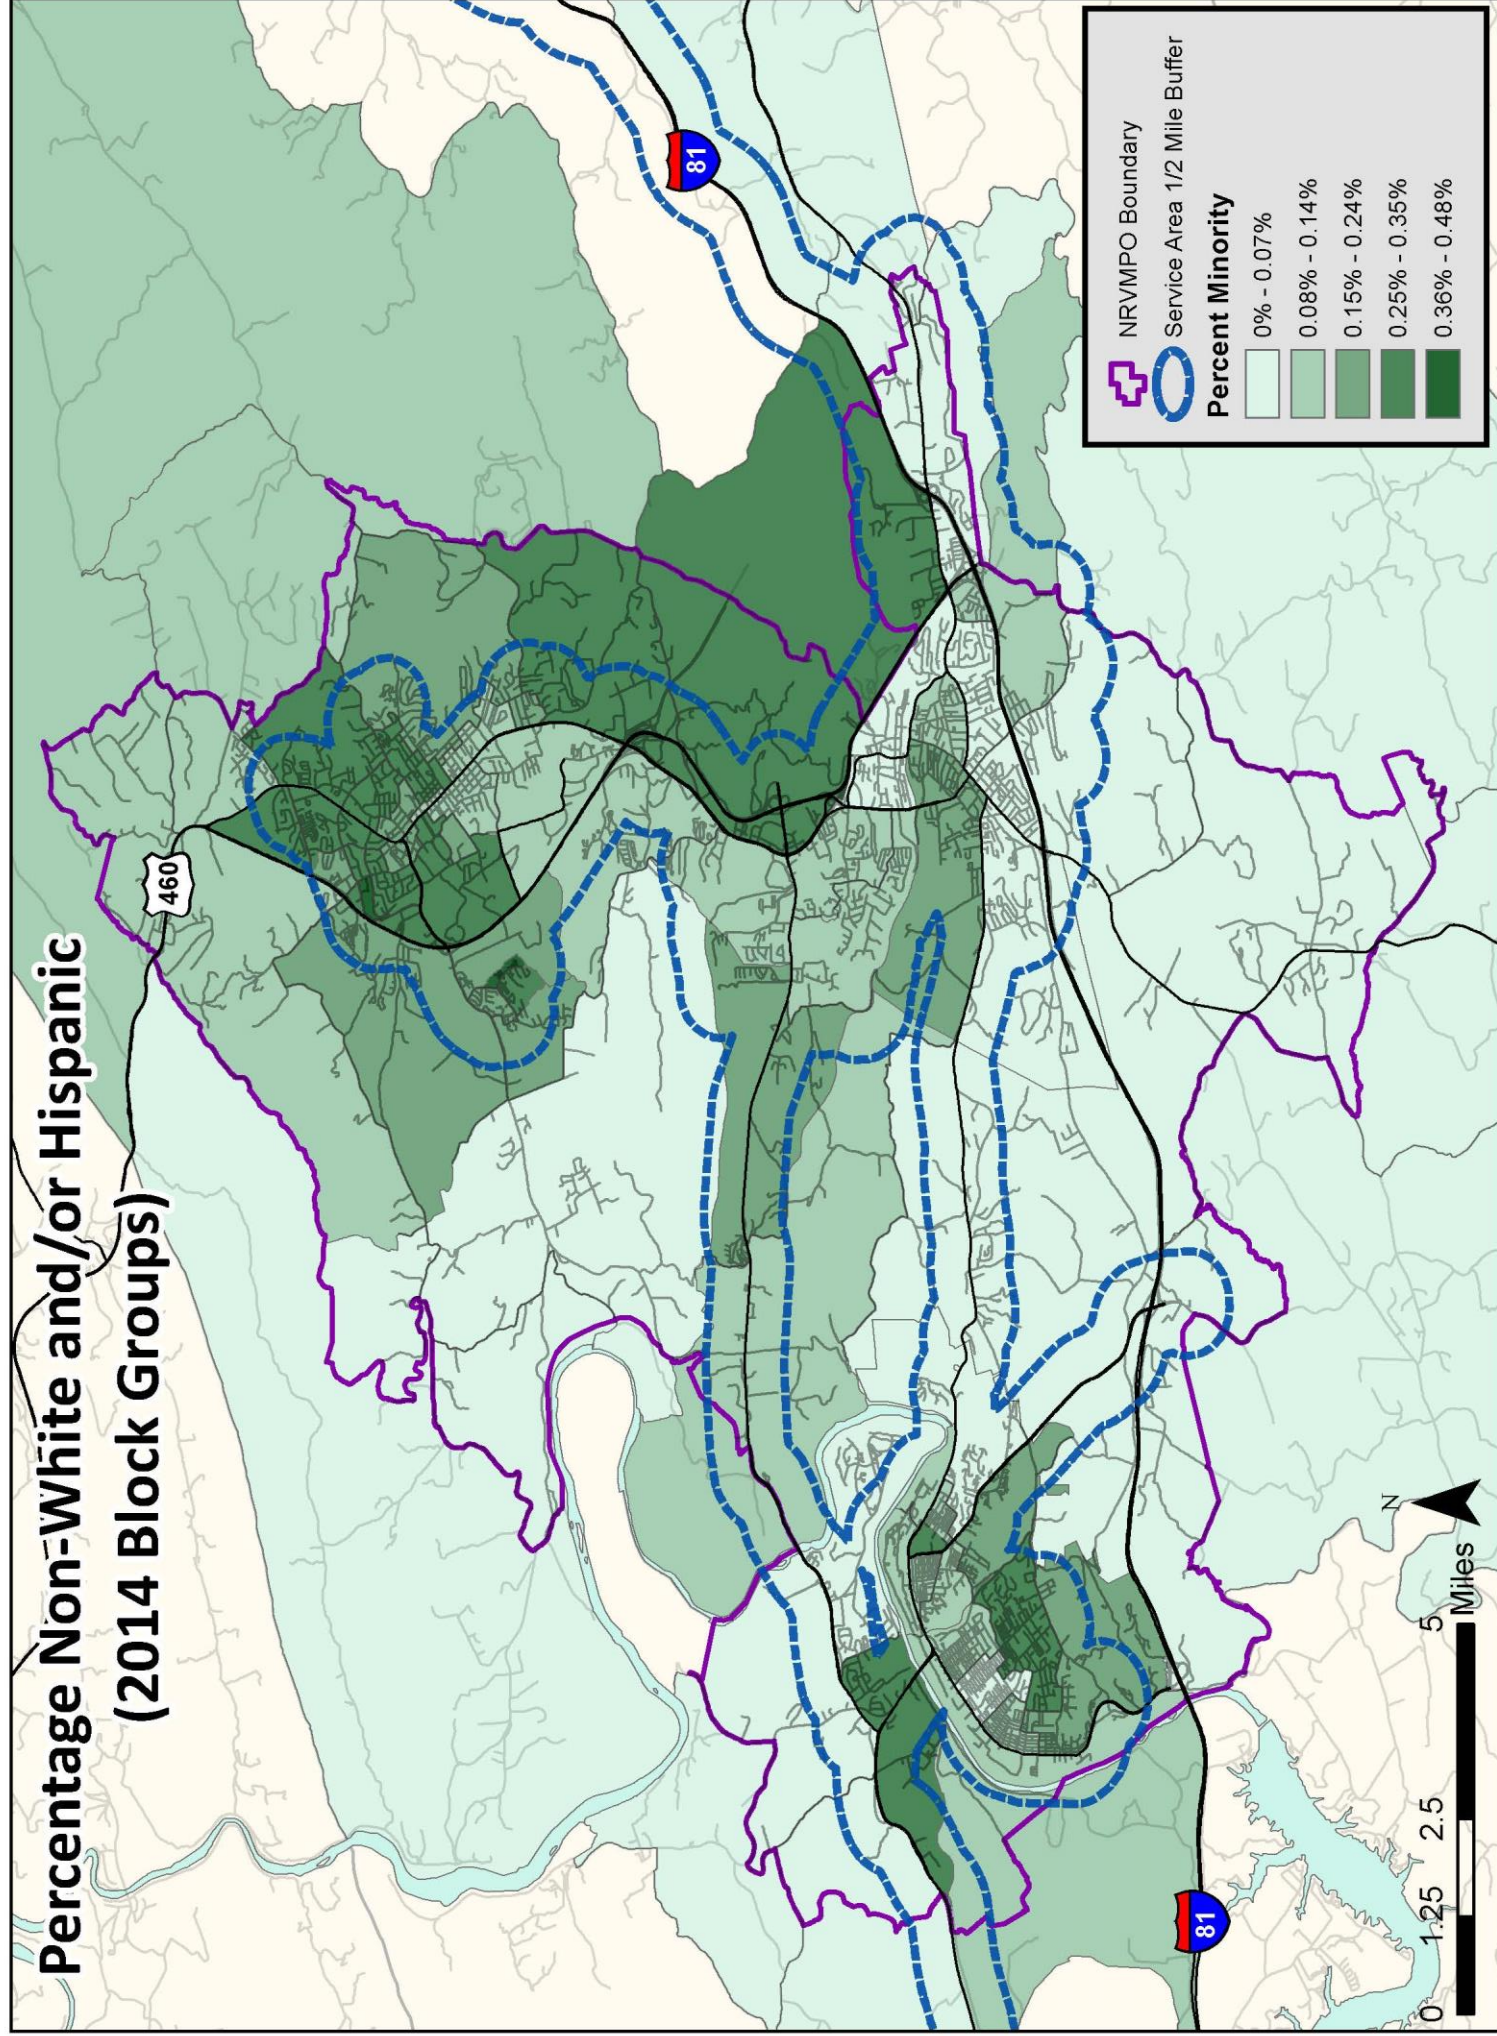 Percentage Non-White and/or Hispanic
(2014 Block Groups)
460
81
81
NRVMPO Boundary
Service Area 1/2 Mile Buffer
Percent Minority
0% - 0.07%
0.08% - 0.14%
0.15% - 0.24%
0.25% - 0.35%
0.36% - 0.48%
N
0 1.25 2.5 5
Miles